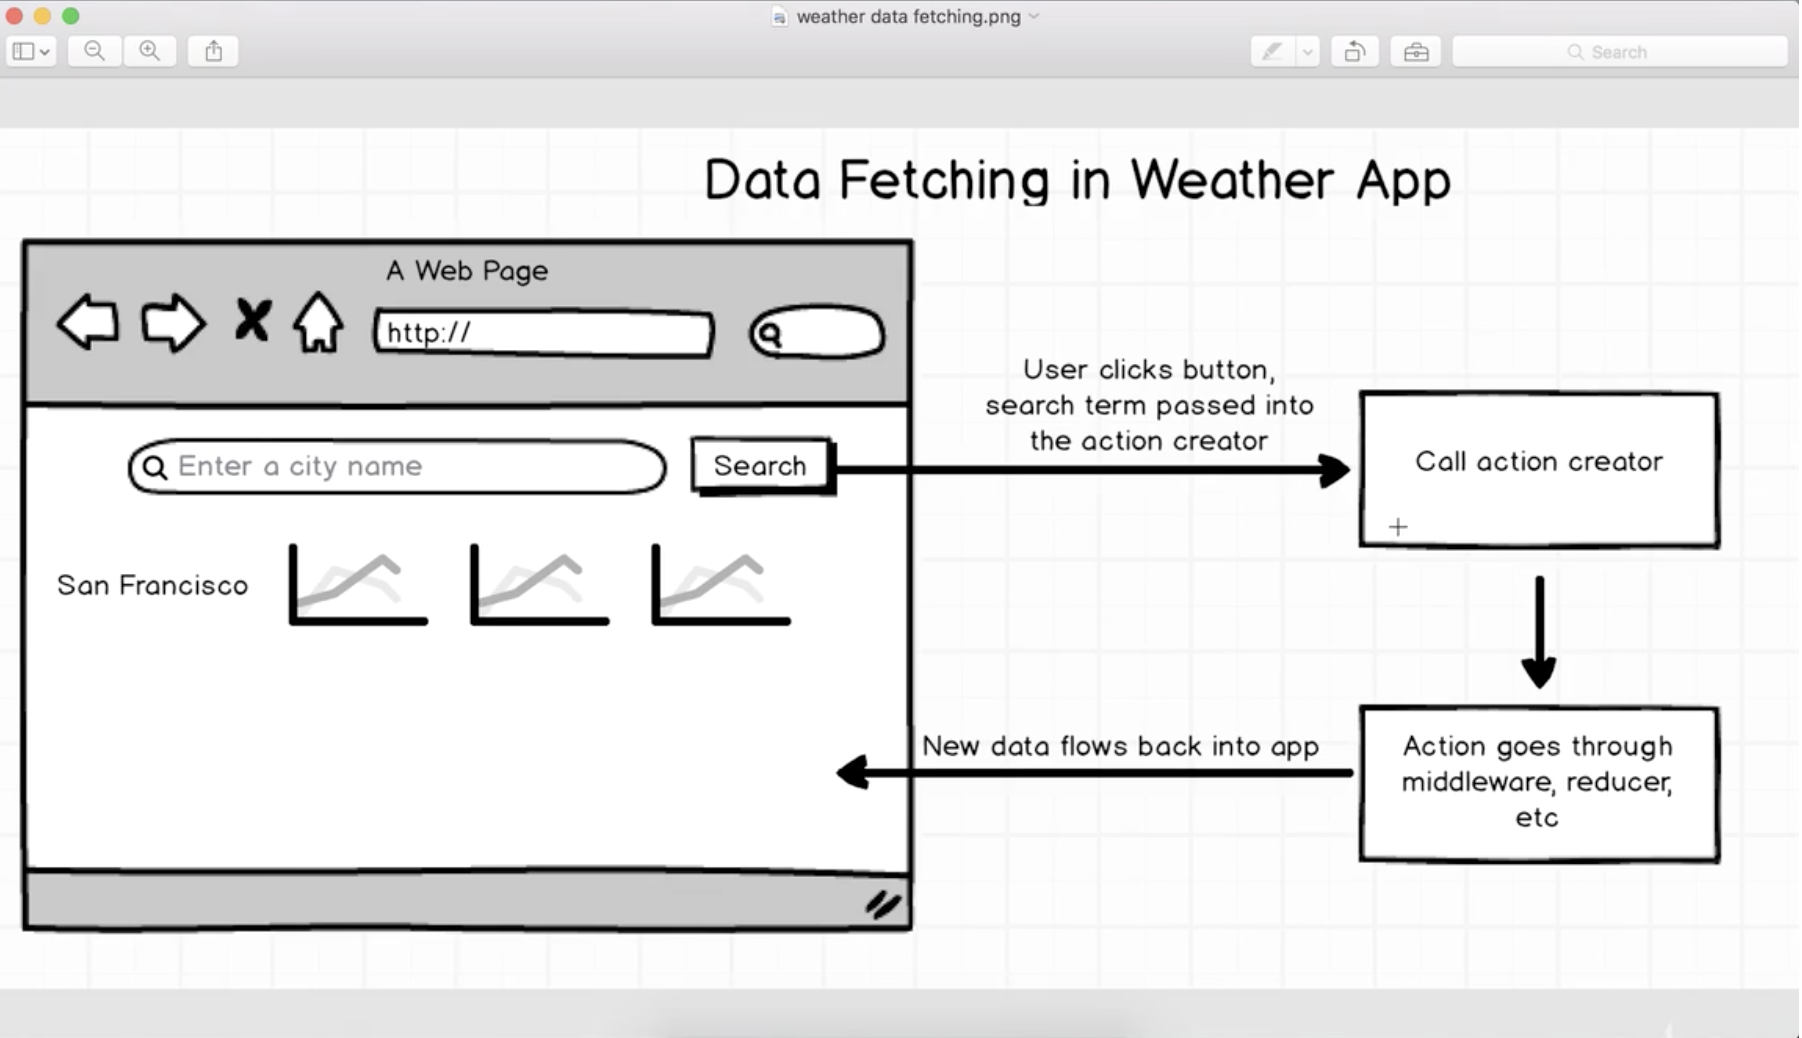 weather data fetching.png
Search
Data Fetching in Weather App
A Web Page
http://
Enter a city name
Search
San Francisco
User clicks button,
search term passed into
the action creator
Call action creator
Action goes through
middleware, reducer,
etc
New data flows back into app